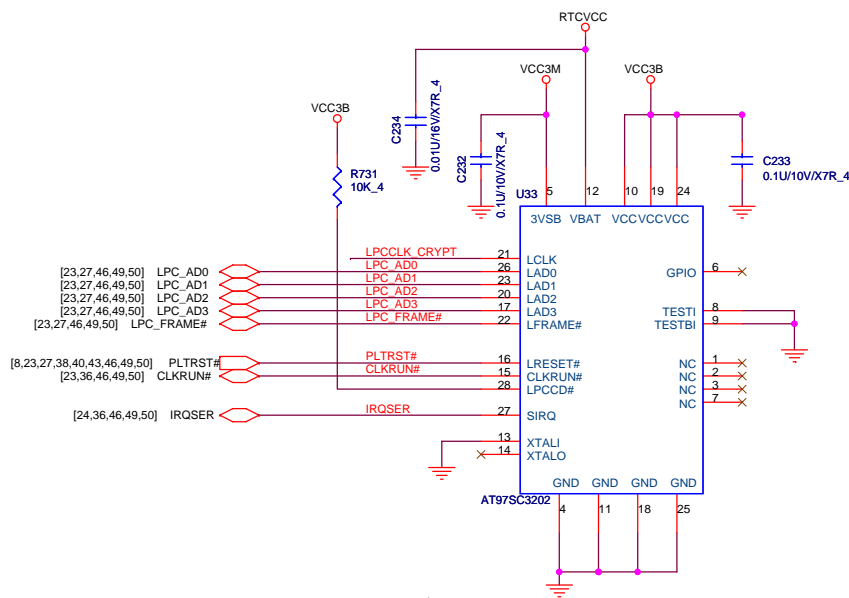 RTCVCC
VCC3M
VCC3B
VCC3B
C234
0.01U/16V/X7R_4
C232
0.1U/10V/X7R_4
C233
0.1U/10V/X7R_4
R731
10K_4
U33
5
12
10
19
24
3VSB
VBAT
VCC
VCC
VCC
LPCCLK_CRYPT
21
LCLK
[23,27,46,49,50] LPC_AD0
LPC_AD0
26
LAD0
GPIO
6
[23,27,46,49,50] LPC_AD1
LPC_AD1
23
LAD1
[23,27,46,49,50] LPC_AD2
LPC_AD2
20
LAD2
[23,27,46,49,50] LPC_AD3
LPC_AD3
17
LAD3
TESTI
8
[23,27,46,49,50] LPC_FRAME#
LPC_FRAME#
22
LFRAME#
TESTBI
9
[8,23,27,38,40,43,46,49,50] PLTRST#
PLTRST#
16
LRESET#
NC
1
[23,36,46,49,50] CLKRUN#
CLKRUN#
15
CLKRUN#
NC
2
28
LPCCD#
NC
3
NC
7
[24,36,46,49,50] IRQSER
IRQSER
27
SIRQ
13
XTALI
14
XTALO
GND
GND
GND
GND
AT97SC3202
4
11
18
25